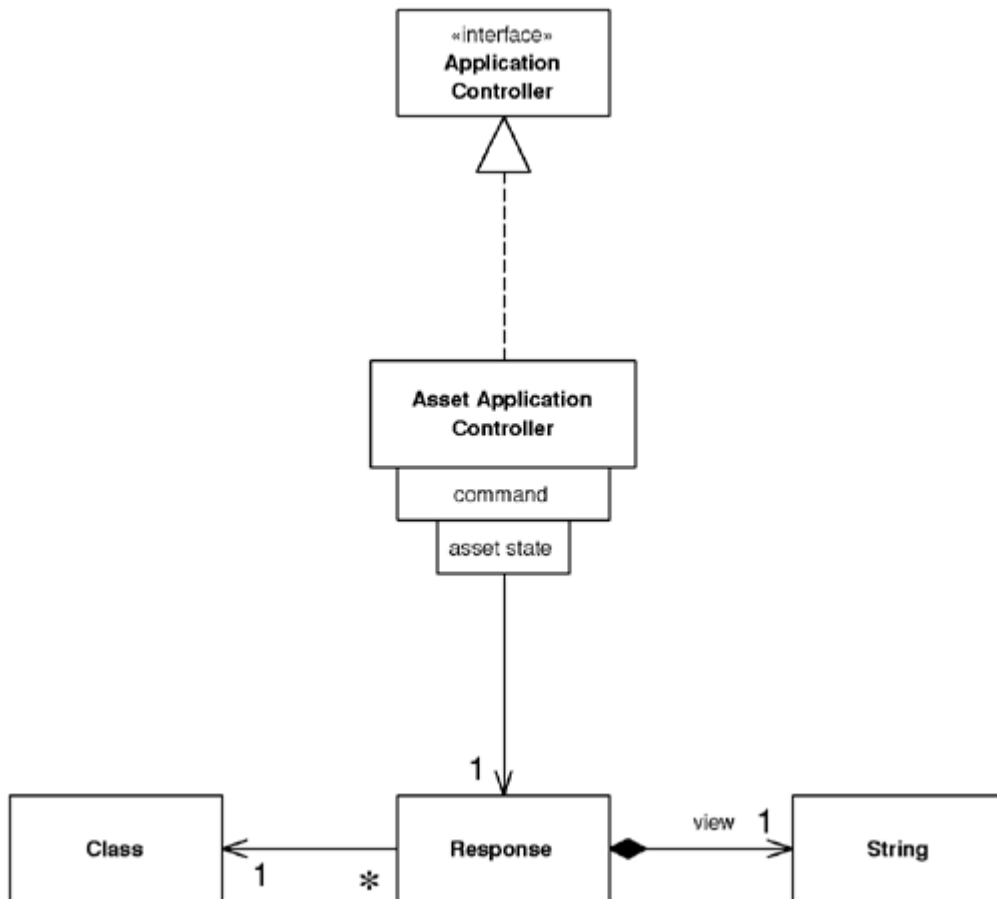 «interface»
Application
Controller
Asset Application
Controller
command
asset state
1
view 1
Class
Response
String
1
*